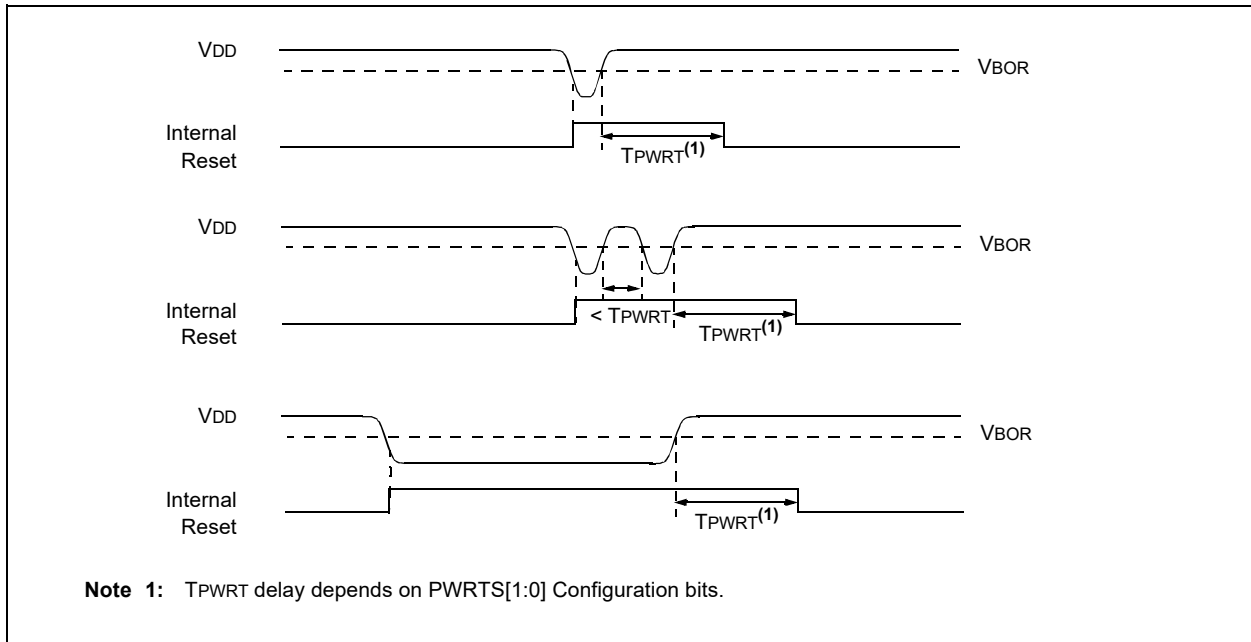 VDD
VBOR
Internal
Reset
TPWRT(1)
VDD
VBOR
Internal
Reset
< TPWRT
TPWRT(1)
VDD
VBOR
Internal
Reset
TPWRT(1)
Note 1: TPWRT delay depends on PWRTS[1:0] Configuration bits.